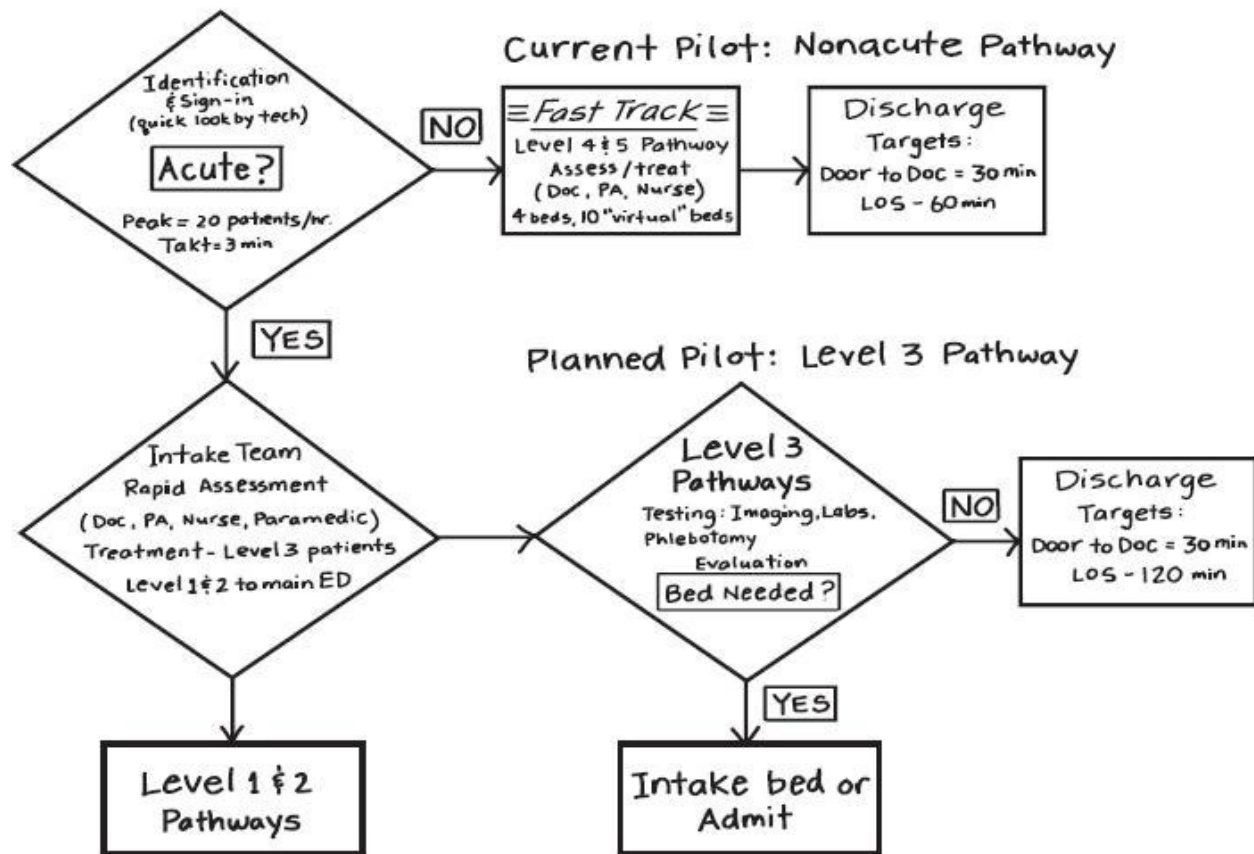 Current Pilot: Nonacute Pathway
Identification
& Sign-in
(quick look by tech)
Acute?
Peak = 20 patients/hr.
Takt = 3 min
NO
Fast Track
Level 4 & 5 Pathway
Assess/treat
(Doc, PA, Nurse)
4 beds, 10 "virtual" beds
Discharge
Targets:
Door to Doc = 30 min
LOS - 60 min
YES
Planned Pilot: Level 3 Pathway
Intake Team
Rapid Assessment
(Doc, PA, Nurse, Paramedic)
Treatment - Level 3 patients
Level 1 & 2 to main ED
Level 3
Pathways
Testing: Imaging, Labs,
Phlebotomy
Evaluation
Bed Needed?
NO
Discharge
Targets:
Door to Doc = 30 min
LOS - 120 min
YES
Level 1 & 2
Pathways
Intake bed or
Admit